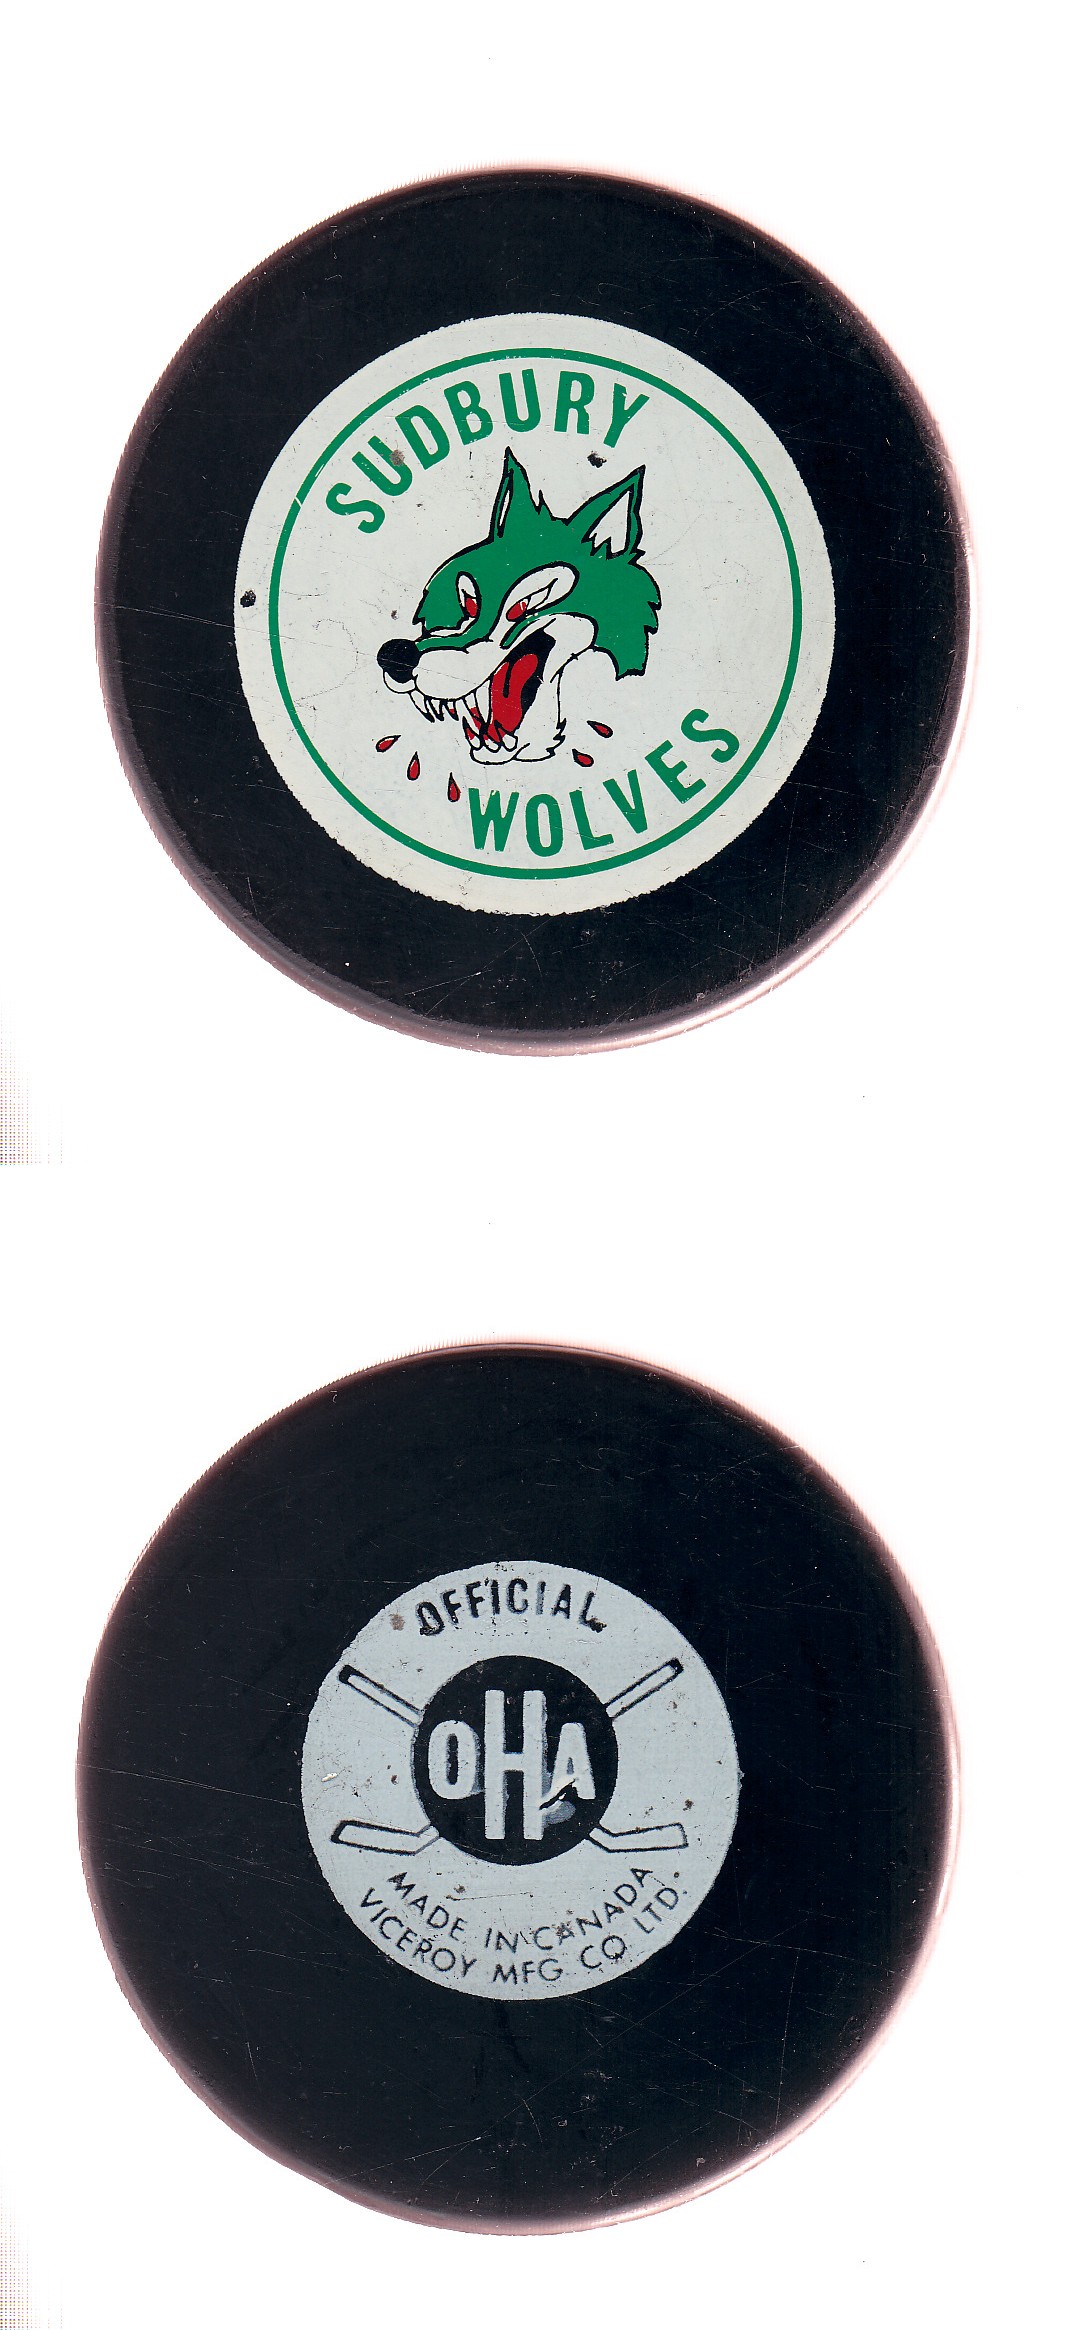 SUDBURY
WOLVES
OFFICIAL
OHA
MADE IN CANADA
VICEROY MFG CO LTD.